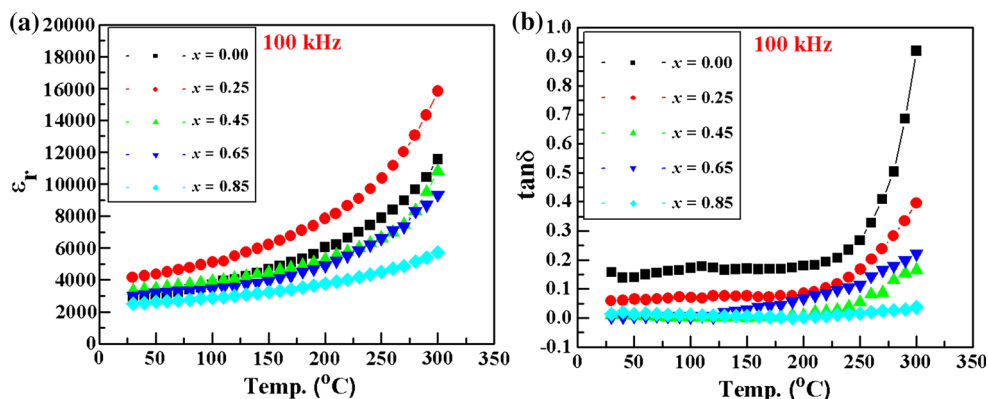 (a)
100 kHz
x = 0.00
x = 0.25
x = 0.45
x = 0.65
x = 0.85
εr
20000
18000
16000
14000
12000
10000
8000
6000
4000
2000
0
0 50 100 150 200 250 300 350
Temp. (°C)
(b)
100 kHz
x = 0.00
x = 0.25
x = 0.45
x = 0.65
x = 0.85
tanδ
1.0
0.9
0.8
0.7
0.6
0.5
0.4
0.3
0.2
0.1
0.0
-0.1
0 50 100 150 200 250 300 350
Temp. (°C)